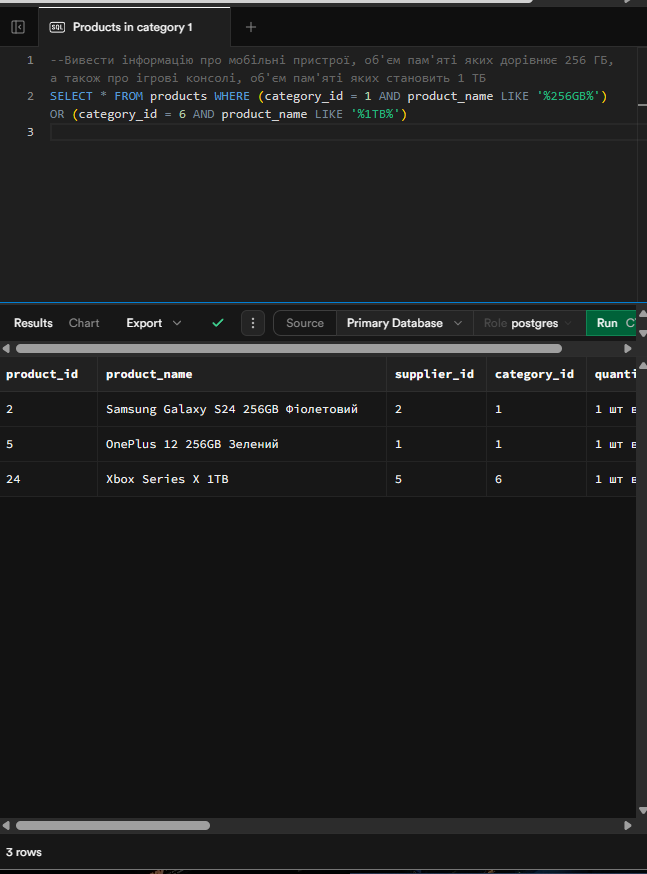 SQL Products in category 1 +
1 --Вивести інформацію про мобільні пристрої, об'єм пам'яті яких дорівнює 256 ГБ,
а також про ігрові консолі, об'єм пам'яті яких становить 1 ТБ
2 SELECT * FROM products WHERE (category_id = 1 AND product_name LIKE '%256GB%')
OR (category_id = 6 AND product_name LIKE '%1TB%')
3
Results Chart Export Source Primary Database Role postgres Run
product_id product_name supplier_id category_id quanti
2 Samsung Galaxy S24 256GB Фіолетовий 2 1 1 шт в
5 OnePlus 12 256GB Зелений 1 1 1 шт в
24 Xbox Series X 1TB 5 6 1 шт в
3 rows